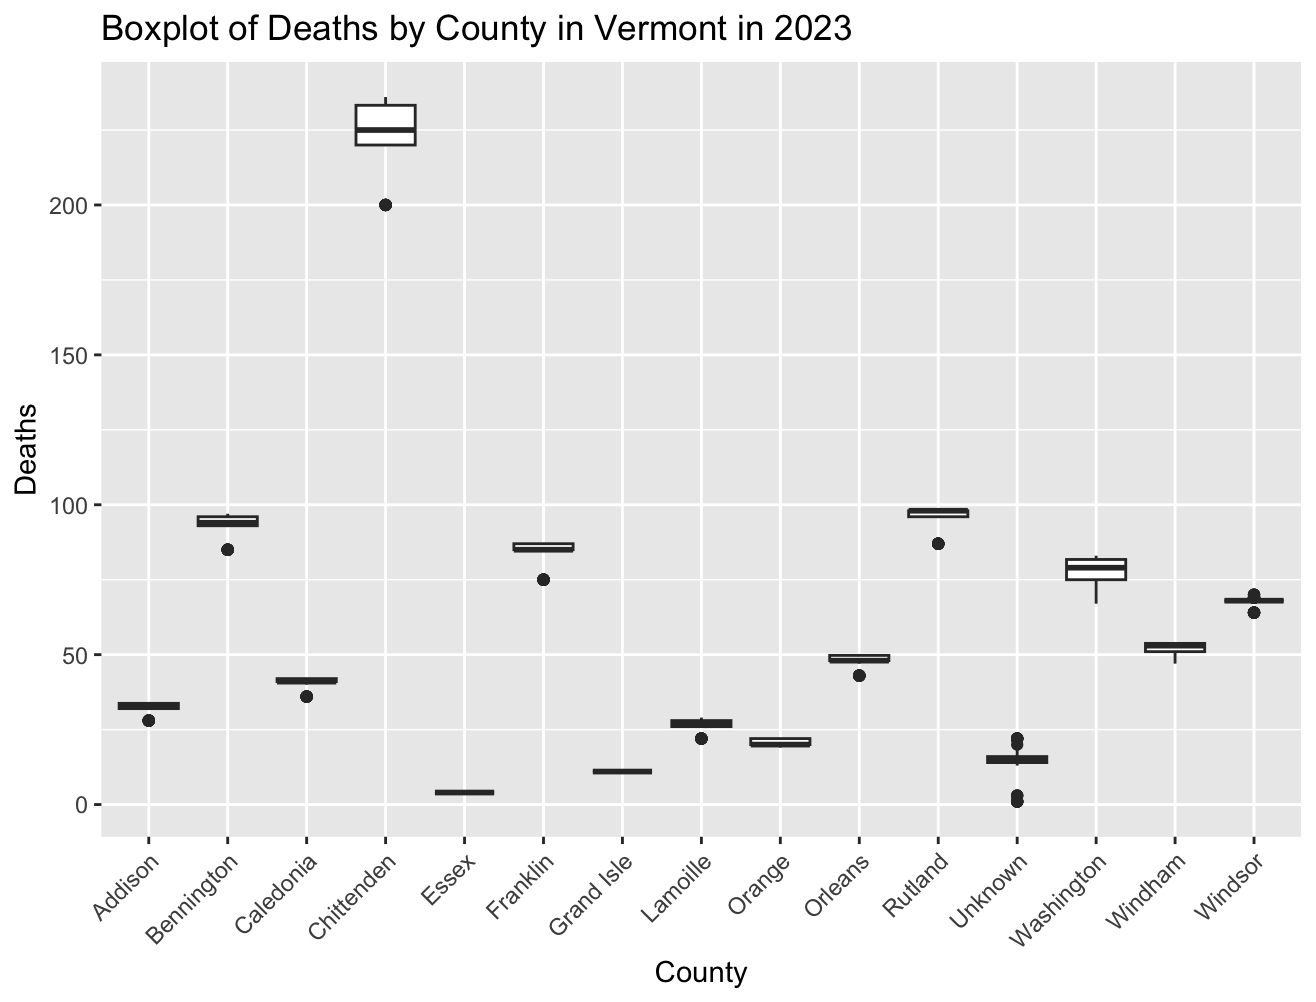 Boxplot of Deaths by County in Vermont in 2023
Deaths
200
150
100
50
0
Addison
Bennington
Caledonia
Chittenden
Essex
Franklin
Grand Isle
Lamoille
Orange
Orleans
Rutland
Unknown
Washington
Windham
Windsor
County